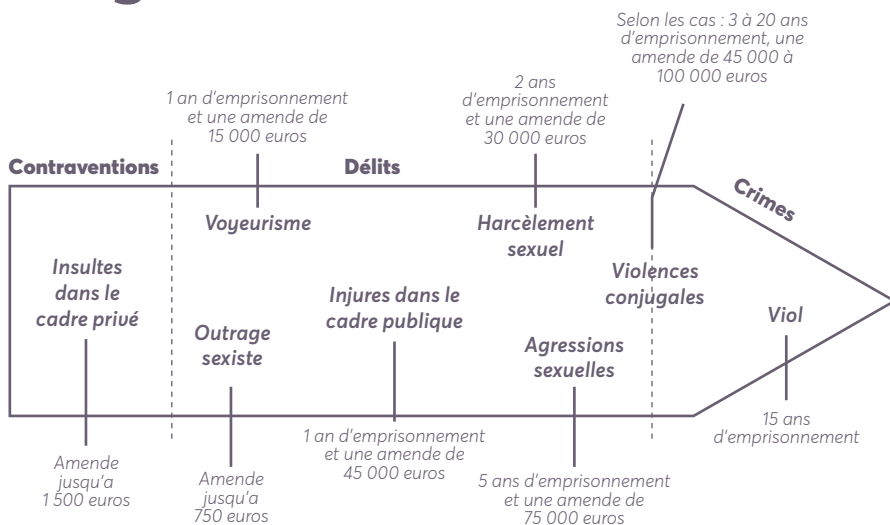 Selon les cas : 3 à 20 ans
d'emprisonnement, une
amende de 45 000 à
100 000 euros
2 ans
d'emprisonnement
et une amende de
30 000 euros
1 an d'emprisonnement
et une amende de
15 000 euros
Contraventions
Délits
Crimes
Voyeurisme
Harcèlement
sexuel
Insultes
dans le
cadre privé
Violences
conjugales
Injures dans le
cadre publique
Viol
Outrage
sexiste
Agressions
sexuelles
15 ans
d'emprisonnement
1 an d'emprisonnement
et une amende de
45 000 euros
Amende
jusqu'a
1 500 euros
Amende
jusqu'a
750 euros
5 ans d'emprisonnement
et une amende de
75 000 euros